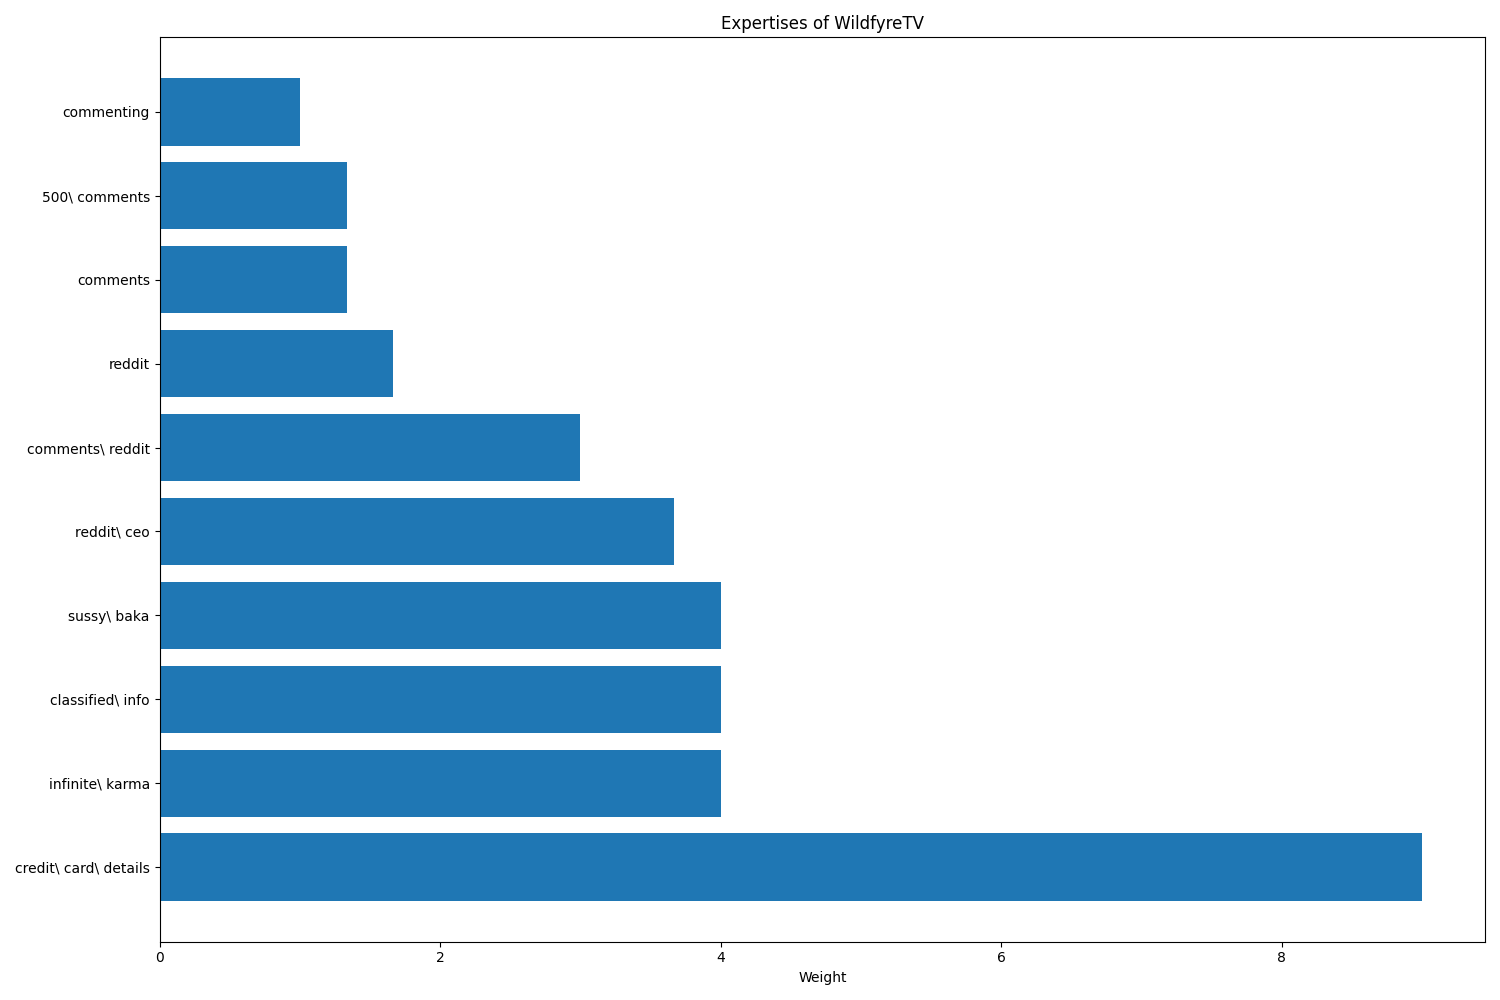 Expertises of WildfyreTV
commenting
500\ comments
comments
reddit
comments\ reddit
reddit\ ceo
sussy\ baka
classified\ info
infinite\ karma
credit\ card\ details
0 2 4 6 8
Weight